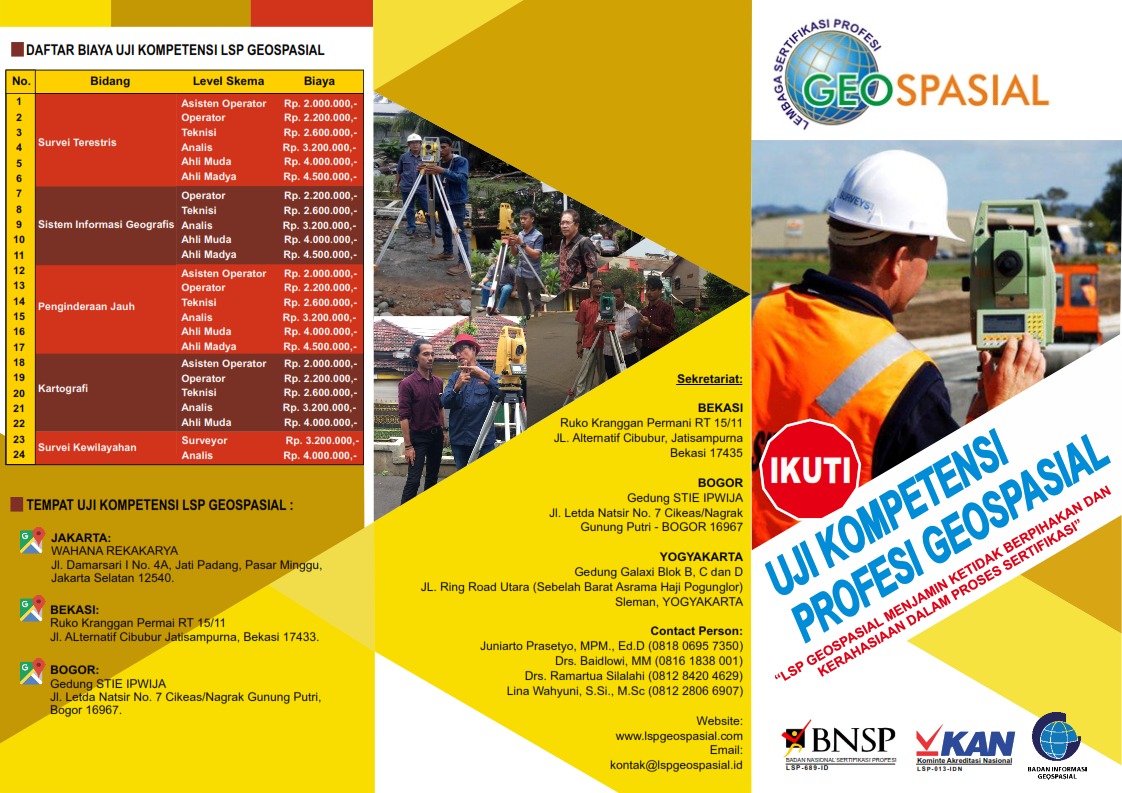 DAFTAR BIAYA UJI KOMPETENSI LSP GEOSPASIAL
No. Bidang Level Skema Biaya
1 Survei Terestris Asisten Operator Rp. 2.000.000,-
2 Operator Rp. 2.200.000,-
3 Teknisi Rp. 2.600.000,-
4 Analis Rp. 3.200.000,-
5 Ahli Muda Rp. 4.000.000,-
6 Ahli Madya Rp. 4.500.000,-
7 Sistem Informasi Geografis Operator Rp. 2.200.000,-
8 Teknisi Rp. 2.600.000,-
9 Analis Rp. 3.200.000,-
10 Ahli Muda Rp. 4.000.000,-
11 Ahli Madya Rp. 4.500.000,-
12 Penginderaan Jauh Asisten Operator Rp. 2.000.000,-
13 Operator Rp. 2.200.000,-
14 Teknisi Rp. 2.600.000,-
15 Analis Rp. 3.200.000,-
16 Ahli Muda Rp. 4.000.000,-
17 Ahli Madya Rp. 4.500.000,-
18 Kartografi Asisten Operator Rp. 2.000.000,-
19 Operator Rp. 2.200.000,-
20 Teknisi Rp. 2.600.000,-
21 Analis Rp. 3.200.000,-
22 Ahli Muda Rp. 4.000.000,-
23 Survei Kewilayahan Surveyor Rp. 3.200.000,-
24 Analis Rp. 4.000.000,-
TEMPAT UJI KOMPETENSI LSP GEOSPASIAL :
JAKARTA:
WAHANA REKAKARYA
Jl. Damarsari I No. 4A, Jati Padang, Pasar Minggu,
Jakarta Selatan 12540.
BEKASI:
Ruko Kranggan Permai RT 15/11
Jl. ALternatif Cibubur Jatisampurna, Bekasi 17433.
BOGOR:
Gedung STIE IPWIJA
Jl. Letda Natsir No. 7 Cikeas/Nagrak Gunung Putri,
Bogor 16967.
Sekretariat:
BEKASI
Ruko Kranggan Permani RT 15/11
JL. Alternatif Cibubur, Jatisampurna
Bekasi 17435
BOGOR
Gedung STIE IPWIJA
Jl. Letda Natsir No. 7 Cikeas/Nagrak
Gunung Putri - BOGOR 16967
YOGYAKARTA
Gedung Galaxi Blok B, C dan D
JL. Ring Road Utara (Sebelah Barat Asrama Haji Pogunglor)
Sleman, YOGYAKARTA
Contact Person:
Juniarto Prasetyo, MPM., Ed.D (0818 0695 7350)
Drs. Baidlowi, MM (0816 1838 001)
Drs. Ramartua Silalahi (0812 8420 4629)
Lina Wahyuni, S.Si., M.Sc (0812 2806 6907)
Website:
www.lspgeospasial.com
Email:
kontak@lspgeospasial.id
LEMBAGA SERTIFIKASI PROFESI
GEOSPASIAL
SURVEYS
IKUTI
UJI KOMPETENSI
PROFESI GEOSPASIAL
"LSP GEOSPASIAL MENJAMIN KETIDAK BERPIHAKAN DAN
KERAHASIAAN DALAM PROSES SERTIFIKASI"
BNSP
BADAN NASIONAL SERTIFIKASI PROFESI
LSP-689-ID
KAN
Kominte Akreditasi Nasional
LSP-013-IDN
BADAN INFORMASI
GEOSPASIAL